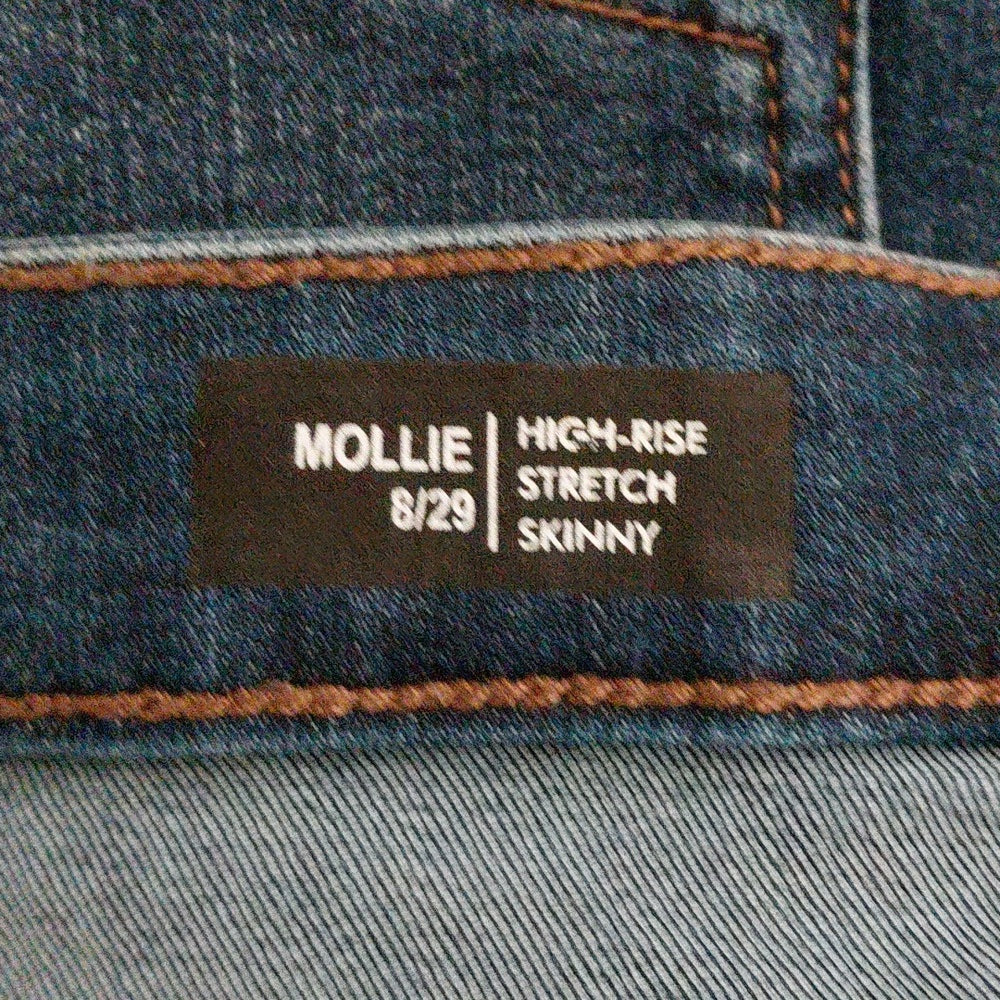 MOLLIE
8/29
HIGH-RISE
STRETCH
SKINNY